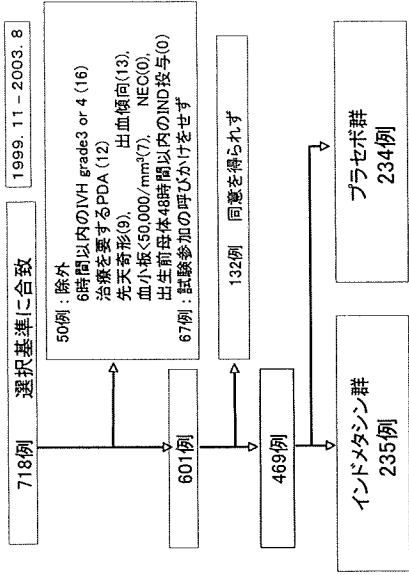 718例　選択基準に合致
1999. 11 – 2003. 8
50例：除外
6時間以内のIVH grade3 or 4 (16)
治療を要するPDA (12)
先天奇形(9),　出血傾向(13),
血小板<50,000/mm³(7),　NEC(0),
出生前母体48時間以内のIND投与(0)
67例：試験参加の呼びかけをせず
601例
132例　同意を得られず
469例
インドメタシン群
235例
プラセボ群
234例